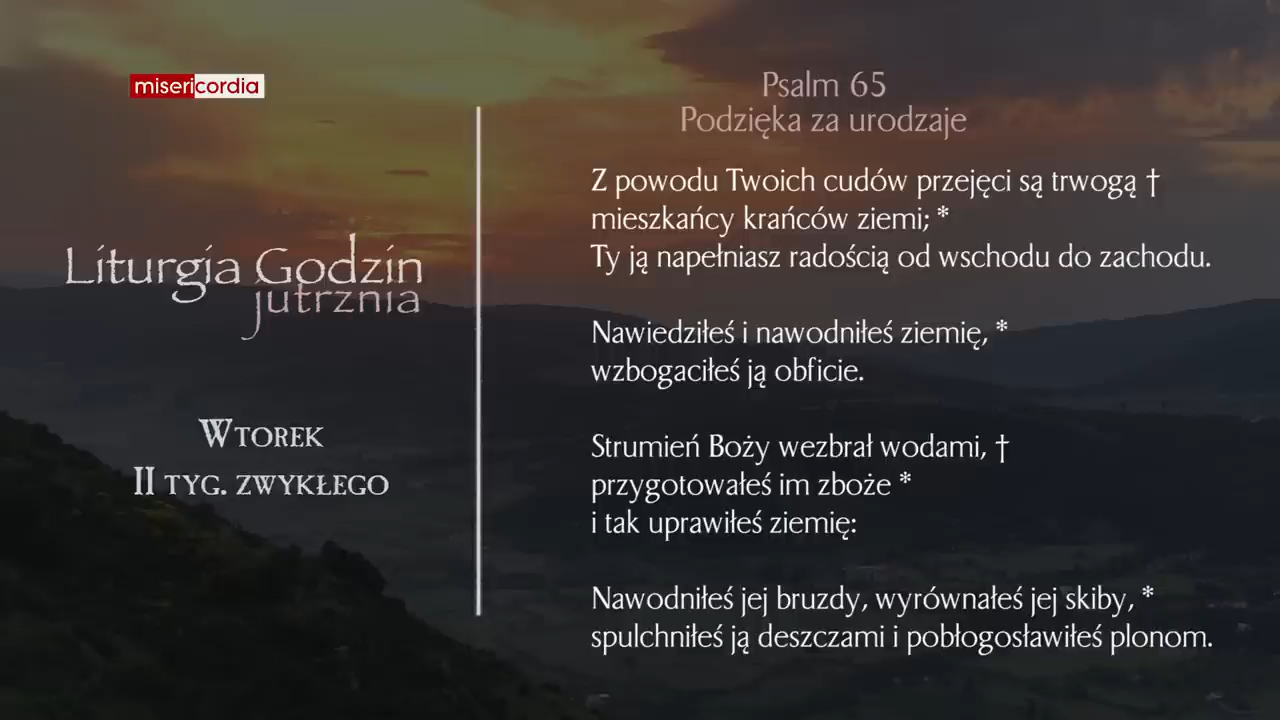 misericordia
Liturgia Godzin
jutrznia
Wtorek
II tyg. zwykłego
Psalm 65
Podzięka za urodzaje
Z powodu Twoich cudów przejęci są trwogą †
mieszkańcy krańców ziemi; *
Ty ją napełniasz radością od wschodu do zachodu.
Nawiedziłeś i nawodniłeś ziemię, *
wzbogaciłeś ją obficie.
Strumień Boży wezbrał wodami, †
przygotowałeś im zboże *
i tak uprawiłeś ziemię:
Nawodniłeś jej bruzdy, wyrównałeś jej skiby, *
spulchniłeś ją deszczami i pobłogosławiłeś plonom.